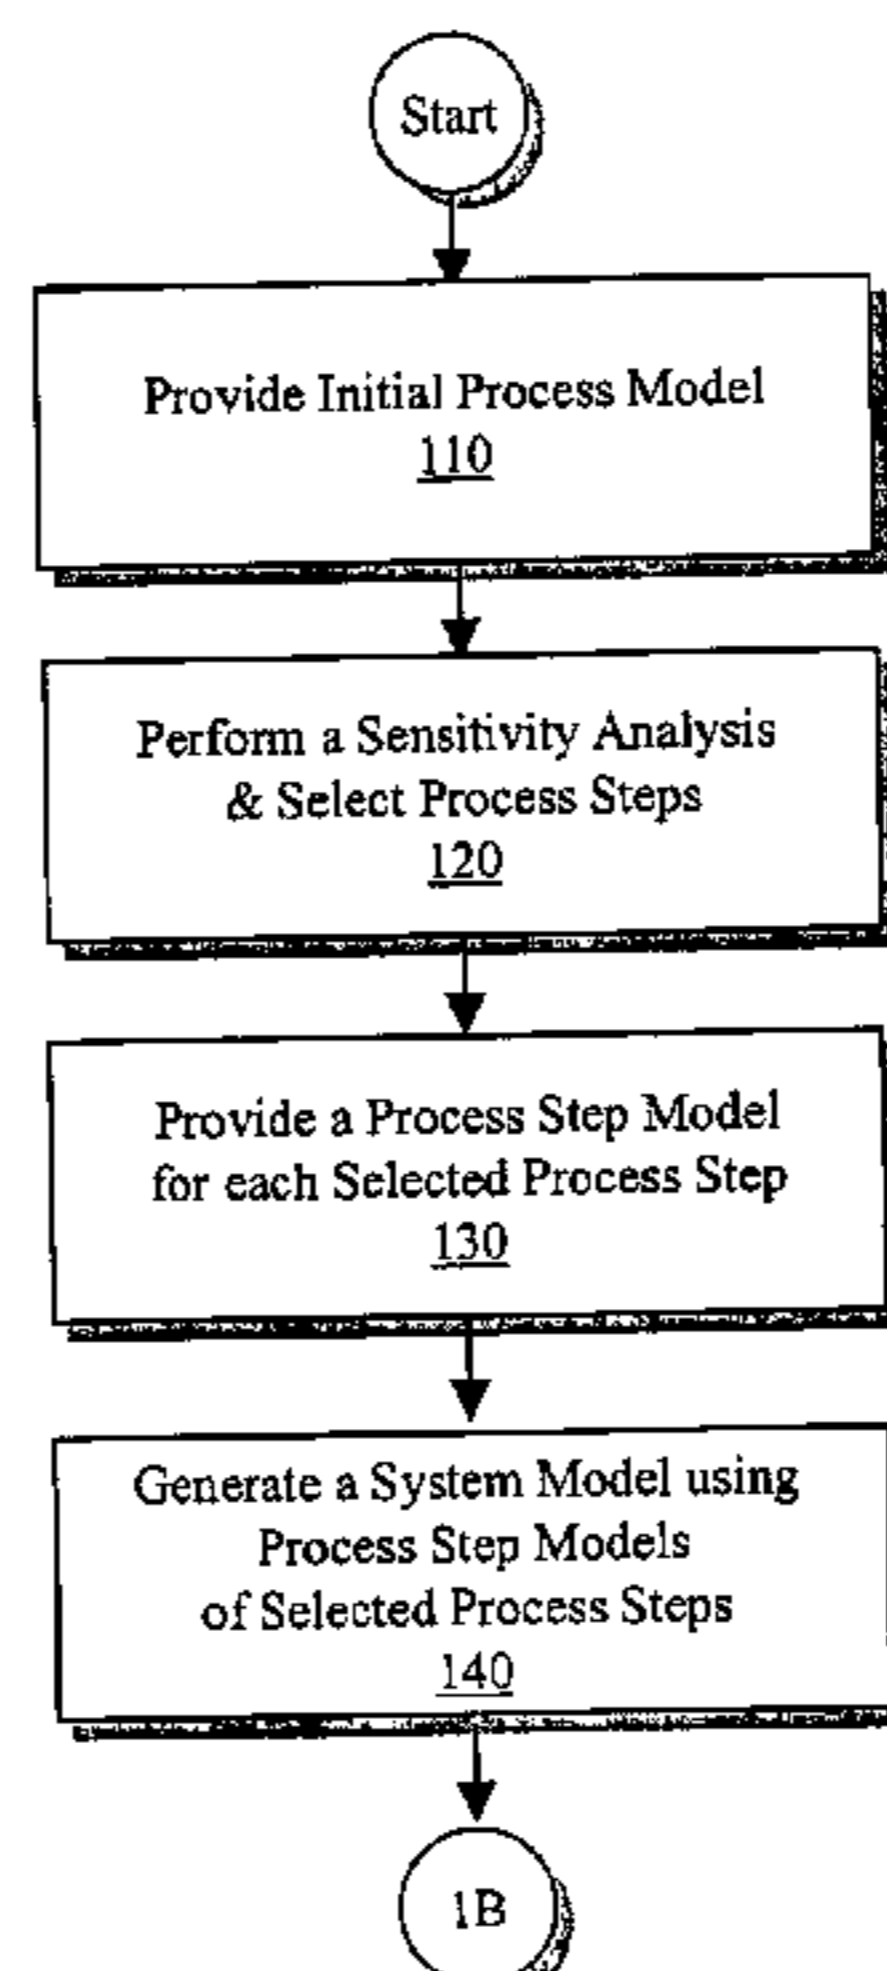 Start
Provide Initial Process Model
110
Perform a Sensitivity Analysis
& Select Process Steps
120
Provide a Process Step Model
for each Selected Process Step
130
Generate a System Model using
Process Step Models
of Selected Process Steps
140
1B